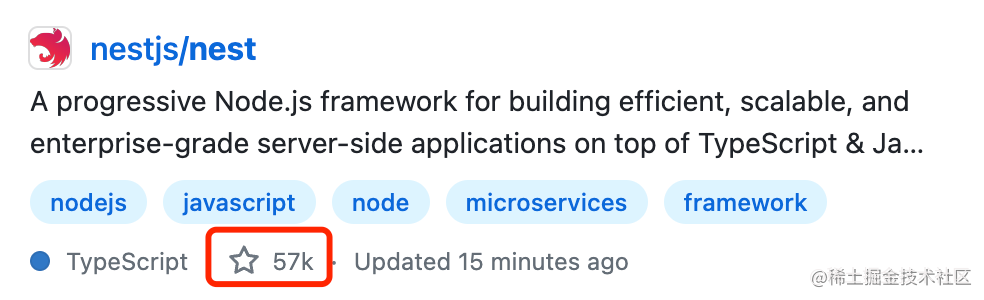 nestjs/nest
A progressive Node.js framework for building efficient, scalable, and
enterprise-grade server-side applications on top of TypeScript & Ja...
nodejs javascript node microservices framework
TypeScript 57k · Updated 15 minutes ago
@稀土掘金技术社区